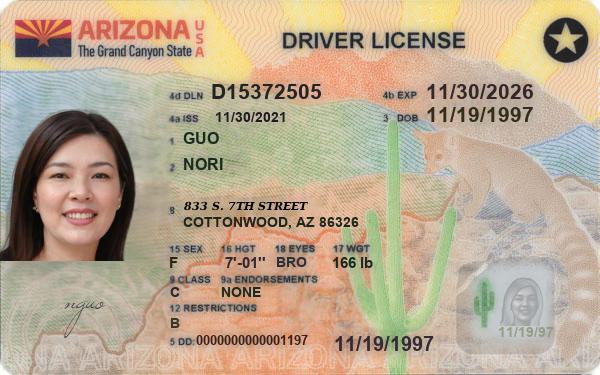 ARIZONA USA
The Grand Canyon State
DRIVER LICENSE
4d DLN D15372505
4b EXP 11/30/2026
4a ISS 11/30/2021
3 DOB 11/19/1997
1 GUO
2 NORI
8 833 S. 7TH STREET
COTTONWOOD, AZ 86326
15 SEX 16 HGT 18 EYES 17 WGT
F 7'-01" BRO 166 lb
9 CLASS 9a ENDORSEMENTS
C NONE
12 RESTRICTIONS
B
5 DD: 0000000000001197
11/19/1997
11/19/97
nguo
ARIZONA ARIZONA ARIZONA